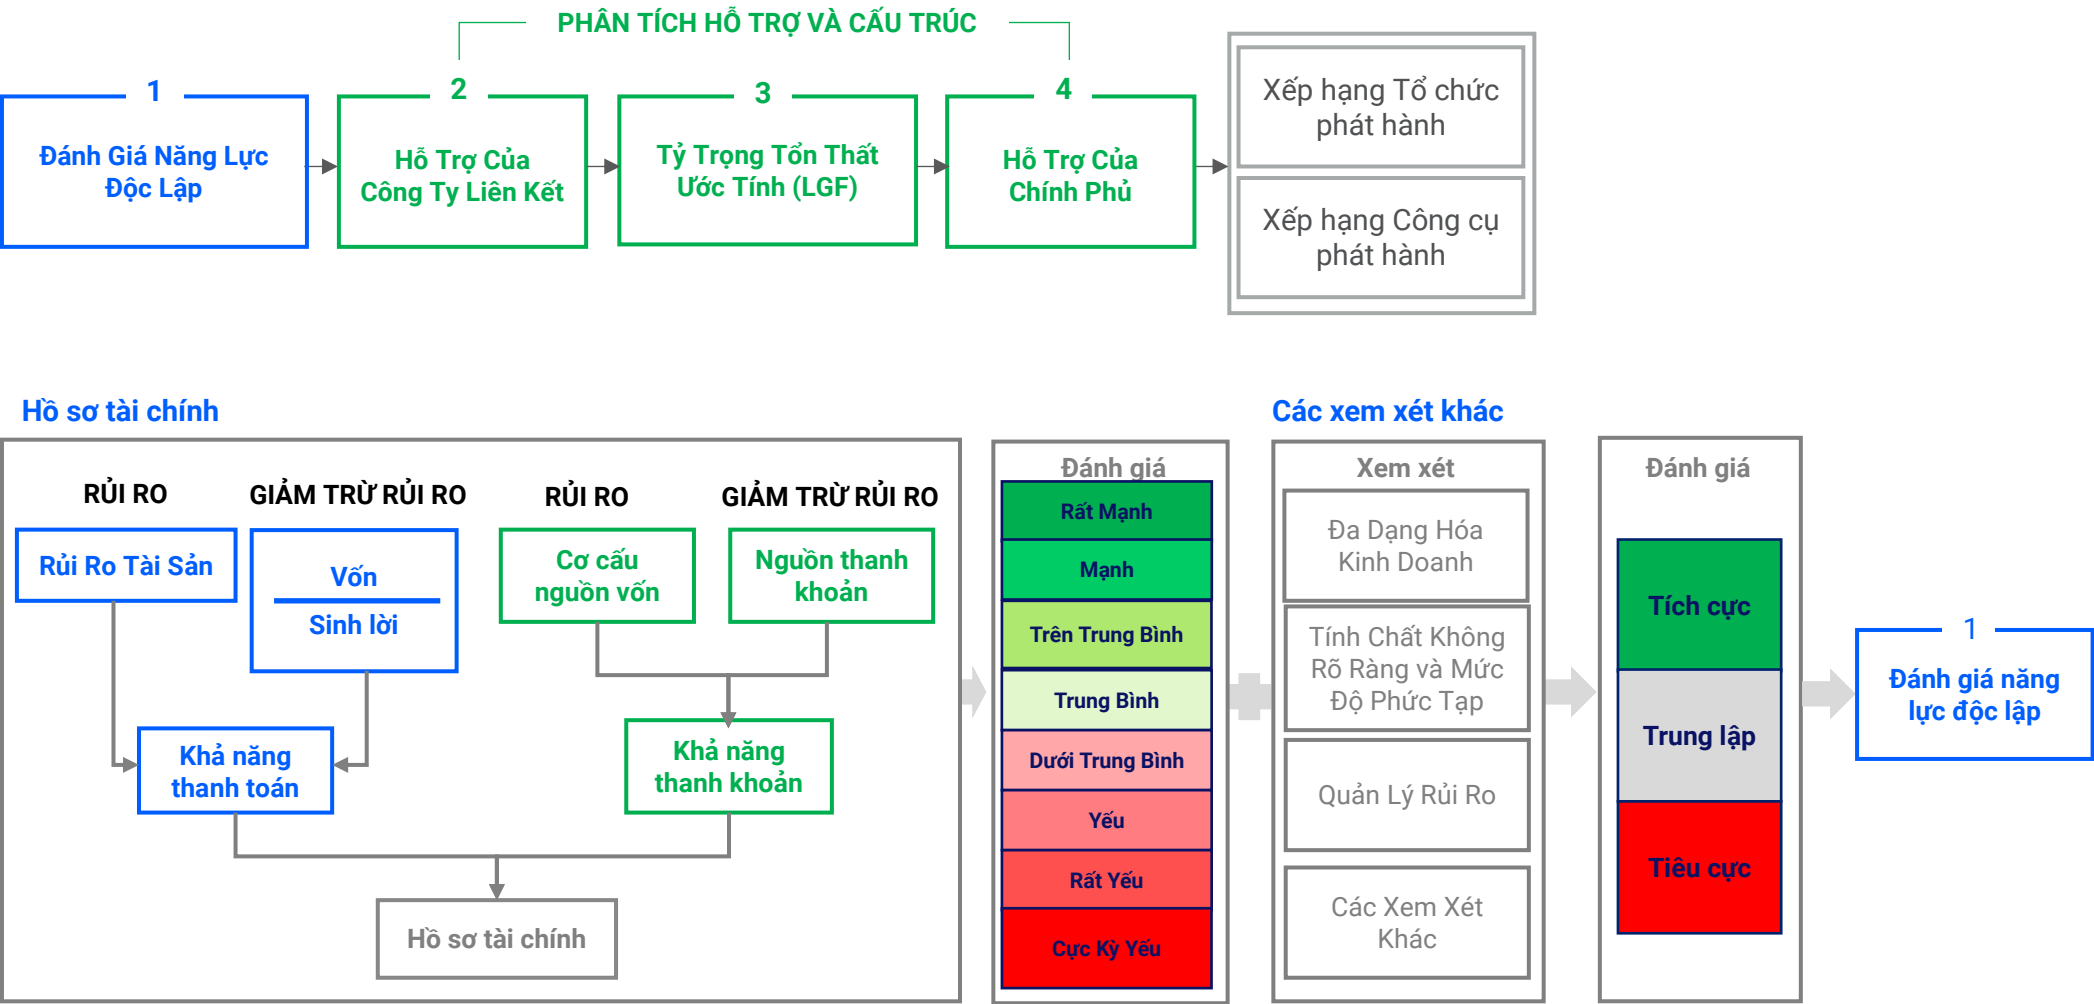 PHÂN TÍCH HỖ TRỢ VÀ CẤU TRÚC
1
Đánh Giá Năng Lực
Độc Lập
2
Hỗ Trợ Của
Công Ty Liên Kết
3
Tỷ Trọng Tổn Thất
Ước Tính (LGF)
4
Hỗ Trợ Của
Chính Phủ
Xếp hạng Tổ chức
phát hành
Xếp hạng Công cụ
phát hành
Hồ sơ tài chính
RỦI RO
GIẢM TRỪ RỦI RO
RỦI RO
GIẢM TRỪ RỦI RO
Rủi Ro Tài Sản
Vốn
Sinh lời
Cơ cấu
nguồn vốn
Nguồn thanh
khoản
Khả năng
thanh toán
Khả năng
thanh khoản
Hồ sơ tài chính
Đánh giá
Rất Mạnh
Mạnh
Trên Trung Bình
Trung Bình
Dưới Trung Bình
Yếu
Rất Yếu
Cực Kỳ Yếu
Các xem xét khác
Xem xét
Đa Dạng Hóa
Kinh Doanh
Tính Chất Không
Rõ Ràng và Mức
Độ Phức Tạp
Quản Lý Rủi Ro
Các Xem Xét
Khác
Đánh giá
Tích cực
Trung lập
Tiêu cực
1
Đánh giá năng
lực độc lập